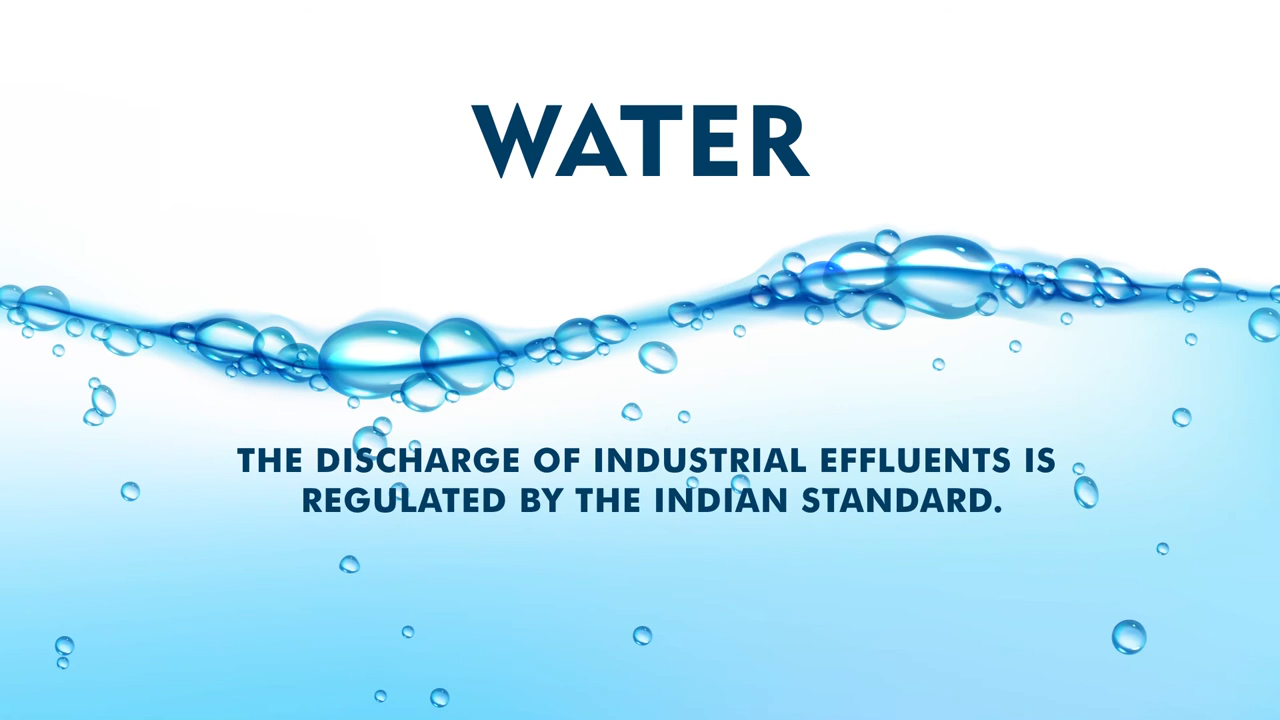 WATER
THE DISCHARGE OF INDUSTRIAL EFFLUENTS IS
REGULATED BY THE INDIAN STANDARD.